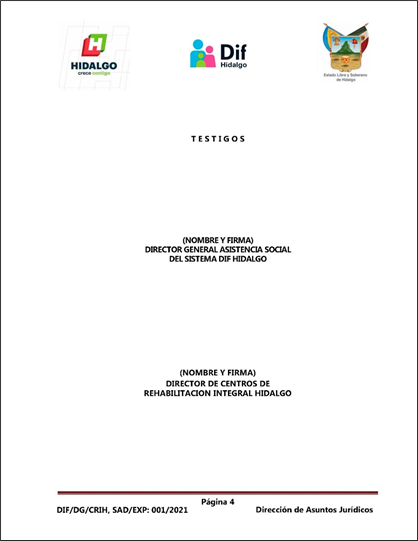 HIDALGO
crece contigo
Dif
Hidalgo
Estado Libre y Soberano
de Hidalgo
T E S T I G O S
(NOMBRE Y FIRMA)
DIRECTOR GENERAL ASISTENCIA SOCIAL
DEL SISTEMA DIF HIDALGO
(NOMBRE Y FIRMA)
DIRECTOR DE CENTROS DE
REHABILITACION INTEGRAL HIDALGO
Página 4
DIF/DG/CRIH, SAD/EXP: 001/2021 Dirección de Asuntos Jurídicos